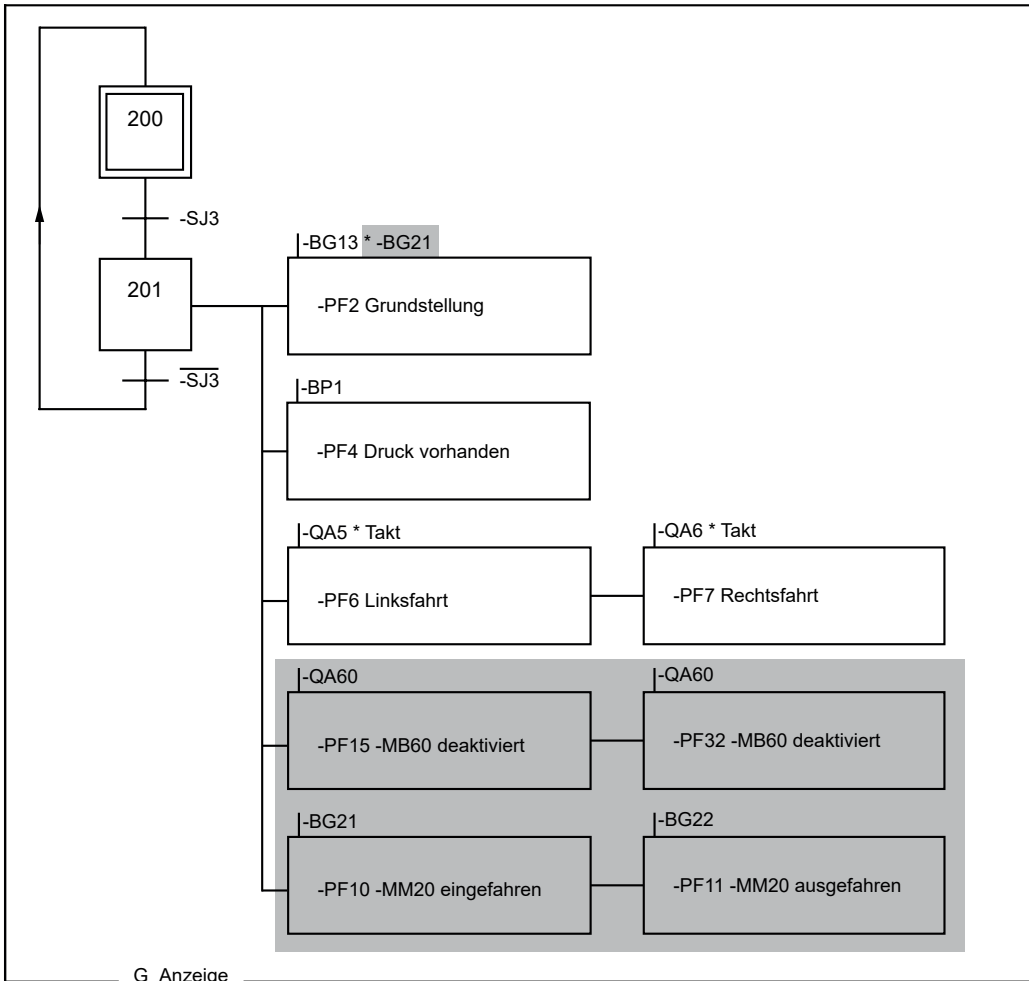 200
-SJ3
-BG13 * -BG21
201
-PF2 Grundstellung
-SJ3
-BP1
-PF4 Druck vorhanden
-QA5 * Takt
-QA6 * Takt
-PF6 Linksfahrt
-PF7 Rechtsfahrt
-QA60
-QA60
-PF15 -MB60 deaktiviert
-PF32 -MB60 deaktiviert
-BG21
-BG22
-PF10 -MM20 eingefahren
-PF11 -MM20 ausgefahren
G_Anzeige